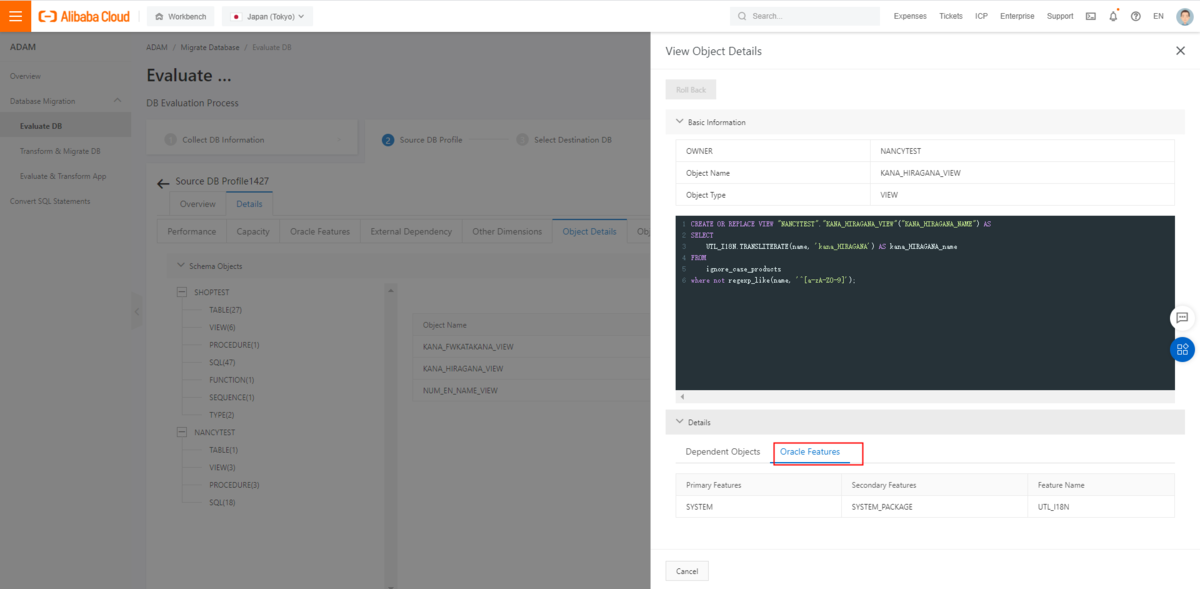 Alibaba Cloud
Workbench
Japan (Tokyo)
Search...
Expenses
Tickets
ICP
Enterprise
Support
EN
ADAM
Overview
Database Migration
Evaluate DB
Transform & Migrate DB
Evaluate & Transform App
Convert SQL Statements
ADAM / Migrate Database / Evaluate DB
Evaluate ...
DB Evaluation Process
1 Collect DB Information
2 Source DB Profile
3 Select Destination DB
Source DB Profile1427
Overview
Details
Performance
Capacity
Oracle Features
External Dependency
Other Dimensions
Object Details
Schema Objects
SHOPTEST
TABLE(27)
VIEW(6)
PROCEDURE(1)
SQL(47)
FUNCTION(1)
SEQUENCE(1)
TYPE(2)
NANCYTEST
TABLE(1)
VIEW(3)
PROCEDURE(3)
SQL(18)
Object Name
KANA_FWKATAKANA_VIEW
KANA_HIRAGANA_VIEW
NUM_EN_NAME_VIEW
View Object Details
Roll Back
Basic Information
OWNER NANCYTEST
Object Name KANA_HIRAGANA_VIEW
Object Type VIEW
1 CREATE OR REPLACE VIEW "NANCYTEST"."KANA_HIRAGANA_VIEW"("KANA_HIRAGANA_NAME") AS
2 SELECT
3 UTL_I18N.TRANSLITERATE(name, 'kana_HIRAGANA') AS kana_HIRAGANA_name
4 FROM
5 ignore_case_products
6 where not regexp_like(name, '^[a-zA-Z0-9]');
Details
Dependent Objects
Oracle Features
Primary Features Secondary Features Feature Name
SYSTEM SYSTEM_PACKAGE UTL_I18N
Cancel